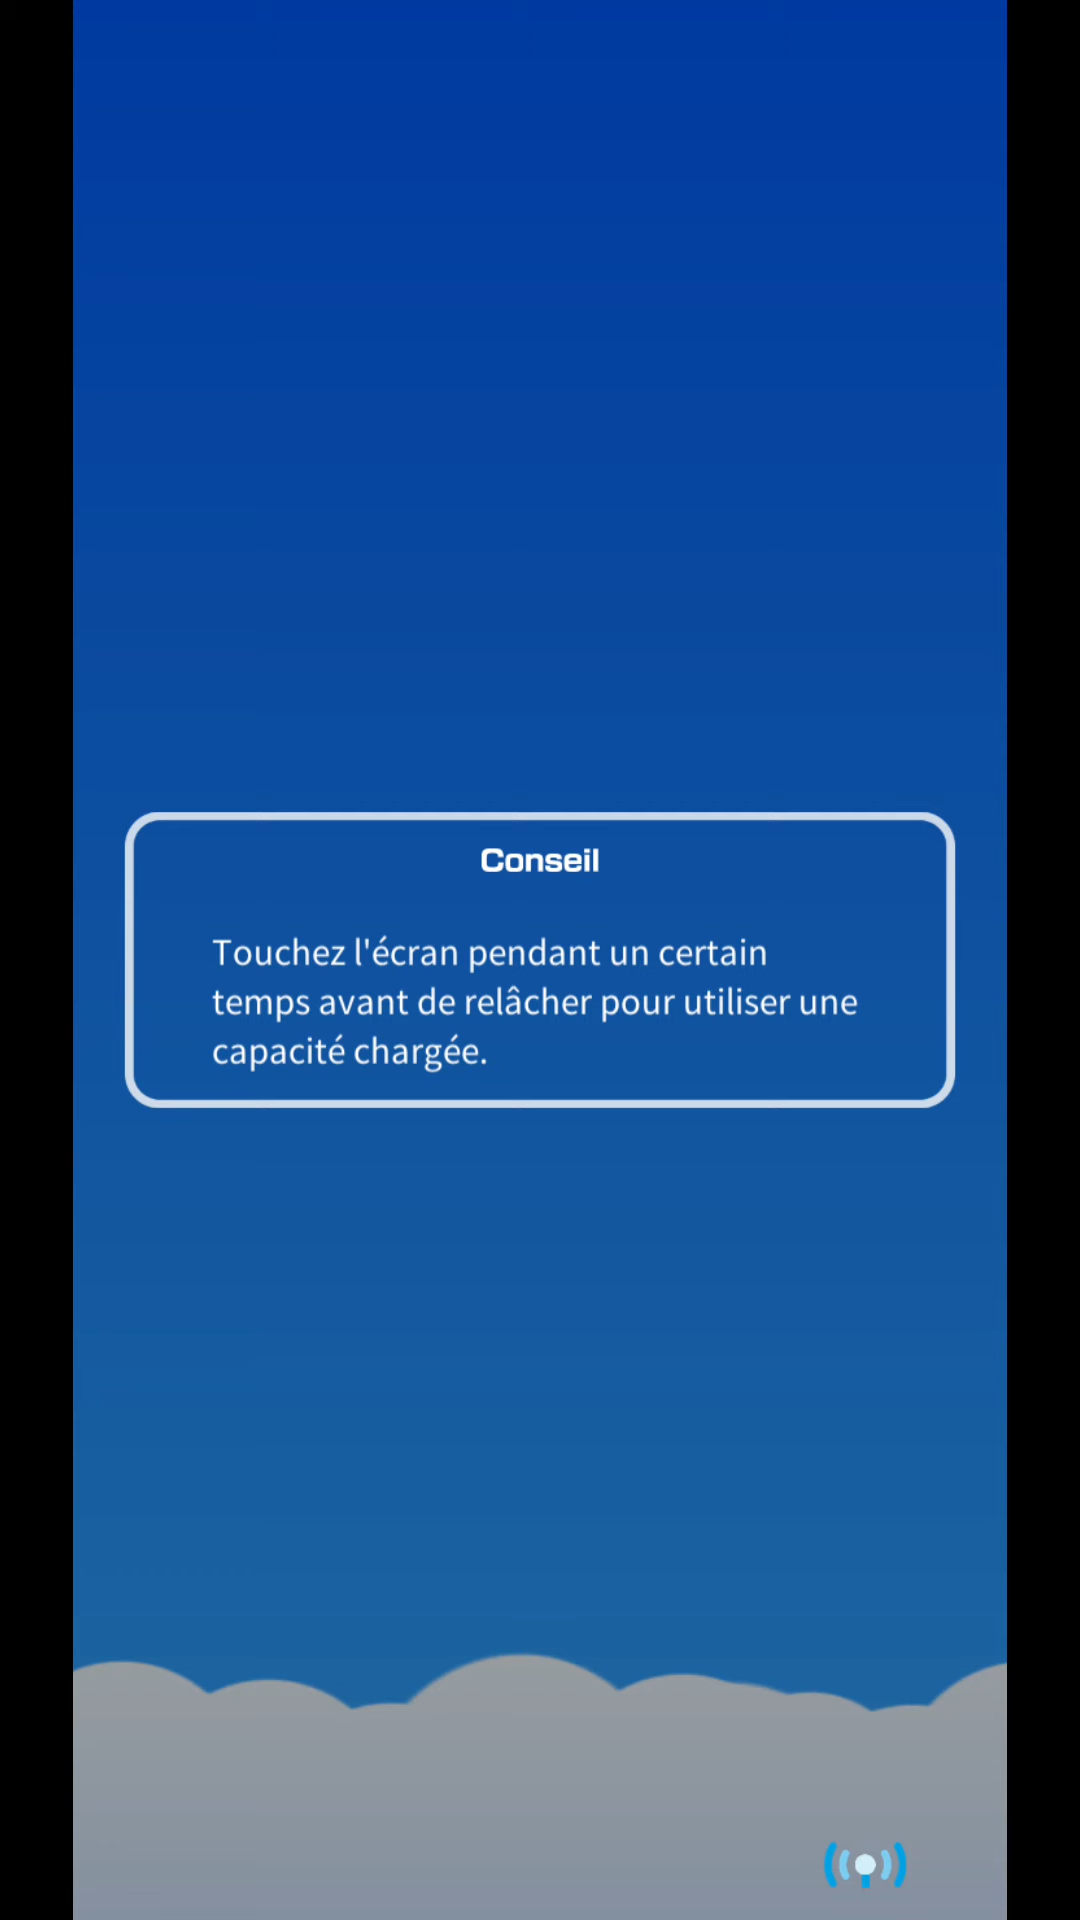 Conseil
Touchez l'écran pendant un certain
temps avant de relâcher pour utiliser une
capacité chargée.